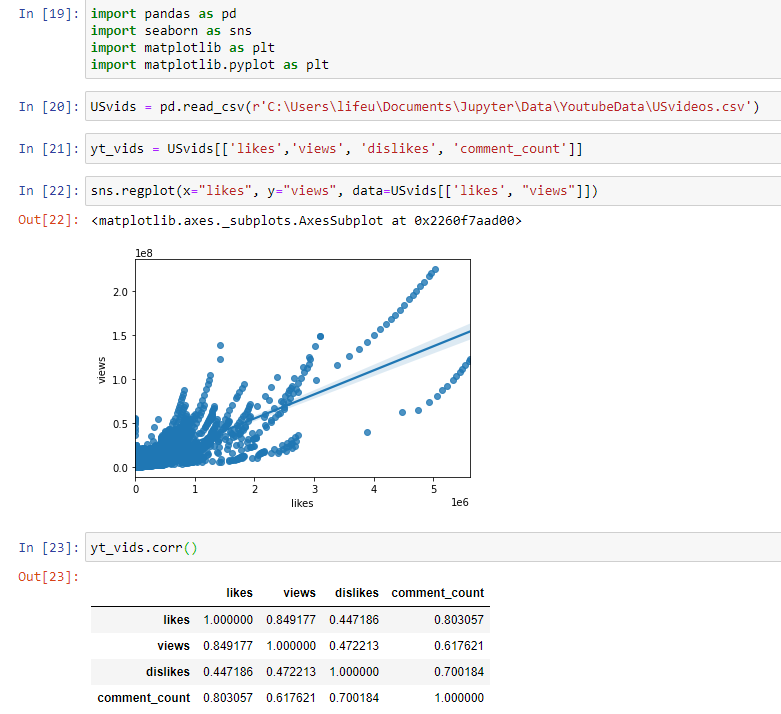 In [19]: import pandas as pd
import seaborn as sns
import matplotlib as plt
import matplotlib.pyplot as plt
In [20]: USvids = pd.read_csv(r'C:\Users\lifeu\Documents\Jupyter\Data\YoutubeData\USvideos.csv')
In [21]: yt_vids = USvids[['likes','views', 'dislikes', 'comment_count']]
In [22]: sns.regplot(x="likes", y="views", data=USvids[['likes', "views"]])
Out[22]: <matplotlib.axes._subplots.AxesSubplot at 0x2260f7aad00>
1e8
2.0
1.5
views
1.0
0.5
0.0
0 1 2 3 4 5
likes 1e6
In [23]: yt_vids.corr()
Out[23]:
likes views dislikes comment_count
likes 1.000000 0.849177 0.447186 0.803057
views 0.849177 1.000000 0.472213 0.617621
dislikes 0.447186 0.472213 1.000000 0.700184
comment_count 0.803057 0.617621 0.700184 1.000000